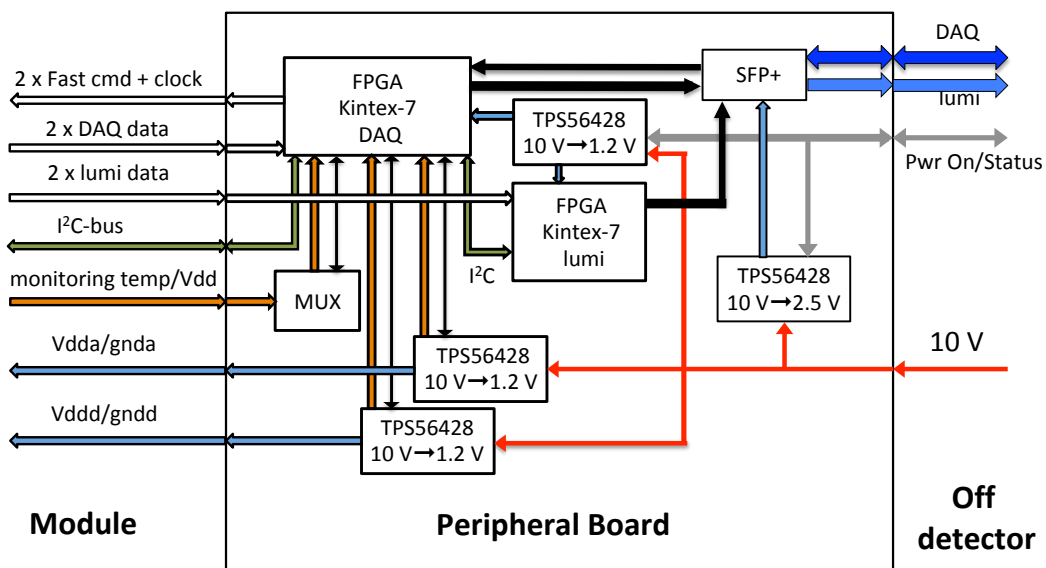 2 x Fast cmd + clock
2 x DAQ data
2 x lumi data
I²C-bus
monitoring temp/Vdd
Vdda/gnda
Vddd/gndd
Module
FPGA
Kintex-7
DAQ
SFP+
TPS56428
10 V→1.2 V
FPGA
Kintex-7
lumi
I²C
MUX
TPS56428
10 V→2.5 V
TPS56428
10 V→1.2 V
TPS56428
10 V→1.2 V
Peripheral Board
DAQ
lumi
Pwr On/Status
10 V
Off
detector